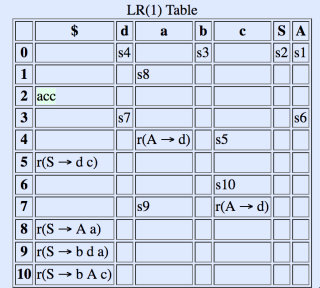 LR(1) Table
$ d a b c S A
0 s4 s3 s2 s1
1 s8
2 acc
3 s7 s6
4 r(A → d) s5
5 r(S → d c)
6 s10
7 s9 r(A → d)
8 r(S → A a)
9 r(S → b d a)
10 r(S → b A c)